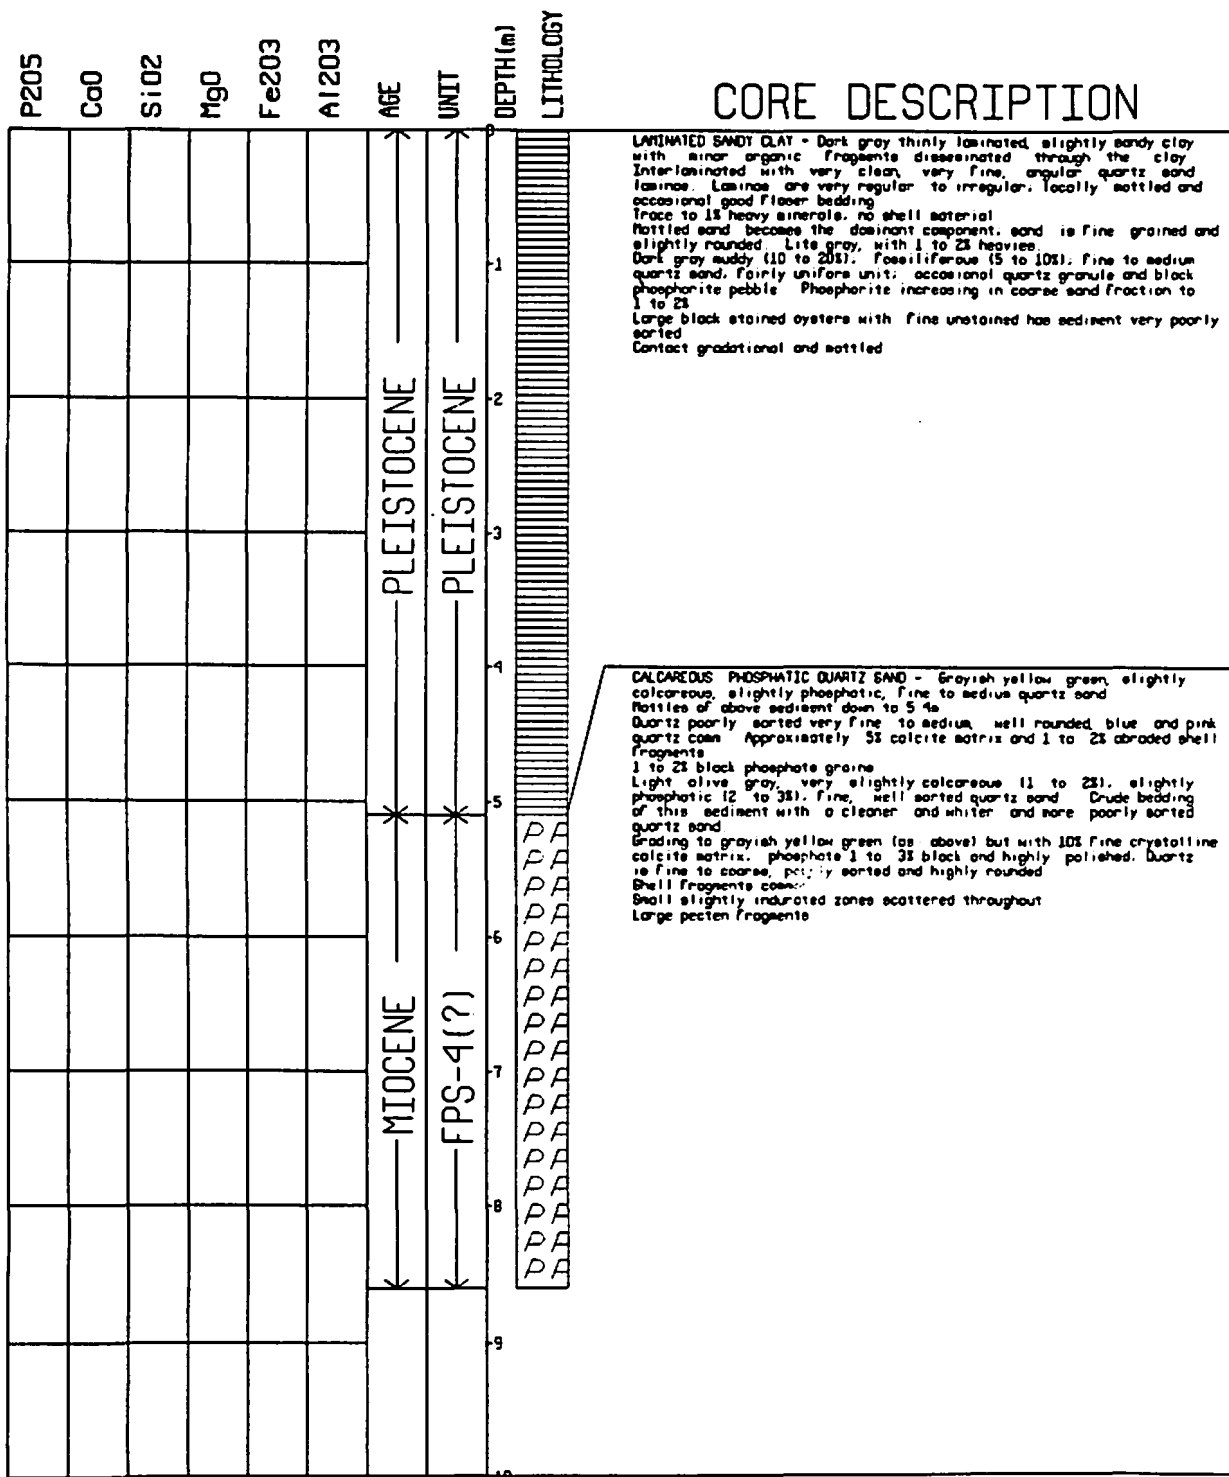 P2O5
CaO
SiO2
MgO
Fe2O3
Al2O3
AGE
UNIT
DEPTH(m)
LITHOLOGY
CORE DESCRIPTION
0
LAMINATED SANDY CLAY - Dark gray thinly laminated, slightly sandy clay
with minor organic fragments disseminated through the clay
Interlaminated with very clean, very fine, angular quartz sand
laminae. Laminae are very regular to irregular, locally mottled and
occasional good flaser bedding
Trace to 1% heavy minerals, no shell material
Mottled sand becomes the dominant component, sand is fine grained and
slightly rounded. Lite gray, with 1 to 2% heavies.
Dark gray muddy (10 to 20%), fossiliferous (5 to 10%), fine to medium
quartz sand. Fairly uniform unit; occasional quartz granule and black
phosphorite pebble Phosphorite increasing in coarse sand fraction to
1 to 2%
Large black stained oysters with fine unstained has sediment very poorly
sorted
Contact gradational and mottled
-1
-2
-3
-4
-5
-6
-7
-8
-9
10
PLEISTOCENE
PLEISTOCENE
MIOCENE
FPS-4(?)
CALCAREOUS PHOSPHATIC QUARTZ SAND - Grayish yellow green, slightly
calcareous, slightly phosphatic, fine to medium quartz sand
Mottles of above sediment down to 5 4m
Quartz poorly sorted very fine to medium, well rounded, blue and pink
quartz comm Approximately 5% calcite matrix and 1 to 2% abraded shell
fragments
1 to 2% black phosphate grains
Light olive gray, very slightly calcareous (1 to 2%), slightly
phosphatic (2 to 3%), fine, well sorted quartz sand Crude bedding
of this sediment with a cleaner and whiter and more poorly sorted
quartz sand
Grading to grayish yellow green (as above) but with 10% fine crystalline
calcite matrix, phosphate 1 to 3% black and highly polished. Quartz
is fine to coarse, sorted and highly rounded
Shell fragments
Small slightly indurated zones scattered throughout
Large pecten fragments